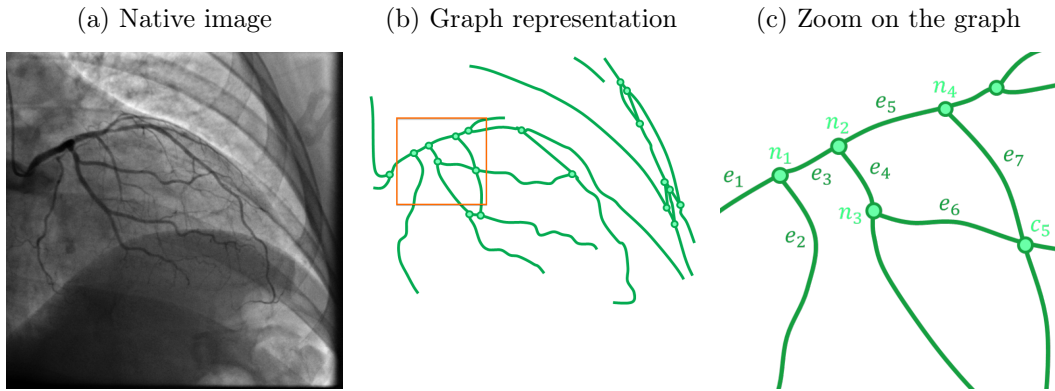 (a) Native image
(b) Graph representation
(c) Zoom on the graph
n₄
e₅
n₂
n₁
e₇
e₄
e₁
e₃
e₆
n₃
c₅
e₂